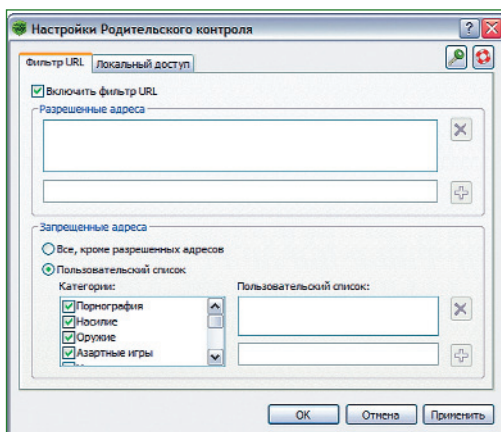 Настройки Родительского контроля
Фильтр URL
Локальный доступ
Включить фильтр URL
Разрешенные адреса
Запрещенные адреса
Все, кроме разрешенных адресов
Пользовательский список
Категории:
Пользовательский список:
Порнография
Насилие
Оружие
Азартные игры
OK
Отмена
Применить